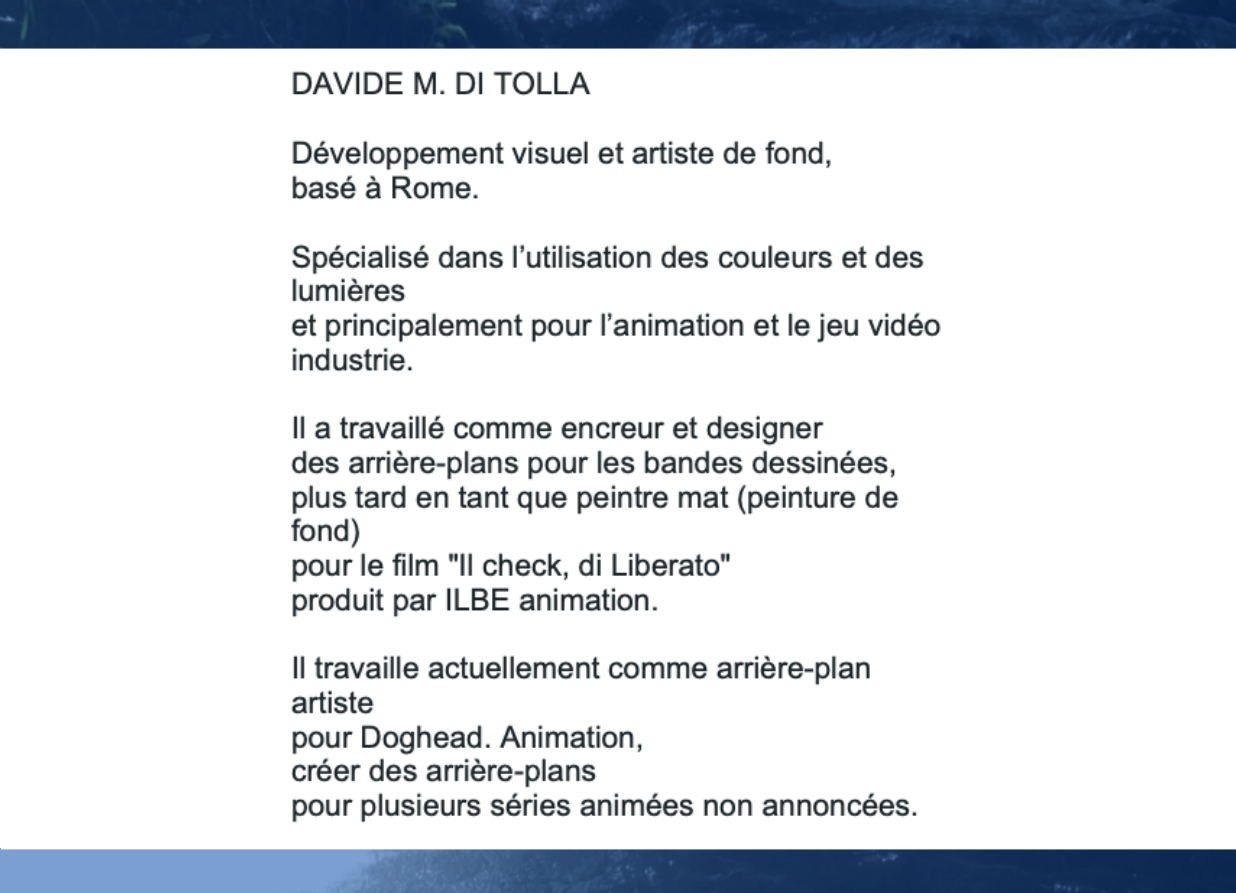 DAVIDE M. DI TOLLA
Développement visuel et artiste de fond,
basé à Rome.
Spécialisé dans l’utilisation des couleurs et des
lumières
et principalement pour l’animation et le jeu vidéo
industrie.
Il a travaillé comme encreur et designer
des arrière-plans pour les bandes dessinées,
plus tard en tant que peintre mat (peinture de
fond)
pour le film "Il check, di Liberato"
produit par ILBE animation.
Il travaille actuellement comme arrière-plan
artiste
pour Doghead. Animation,
créer des arrière-plans
pour plusieurs séries animées non annoncées.